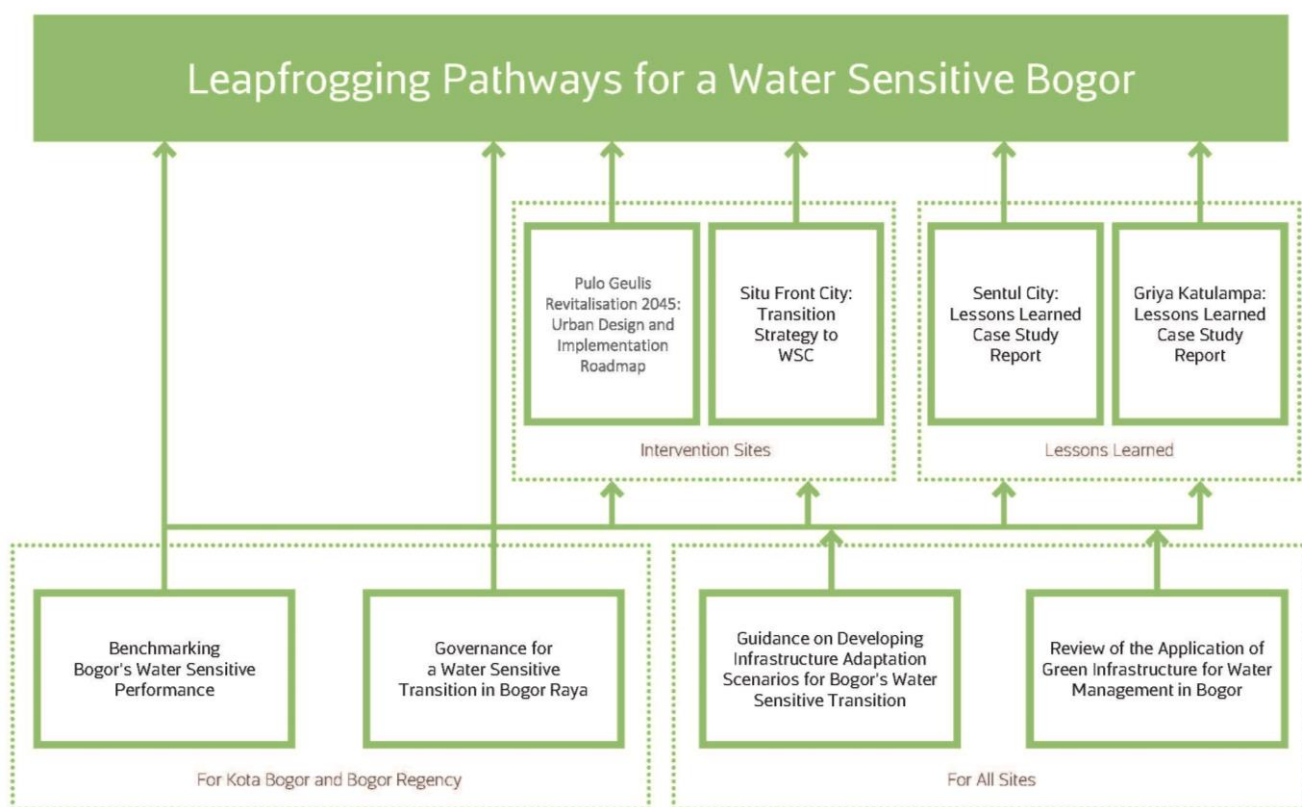 Leapfrogging Pathways for a Water Sensitive Bogor
Pulo Geulis
Revitalisation 2045:
Urban Design and
Implementation
Roadmap
Situ Front City:
Transition
Strategy to
WSC
Intervention Sites
Sentul City:
Lessons Learned
Case Study
Report
Griya Katulampa:
Lessons Learned
Case Study
Report
Lessons Learned
Benchmarking
Bogor's Water Sensitive
Performance
Governance for
a Water Sensitive
Transition in Bogor Raya
For Kota Bogor and Bogor Regency
Guidance on Developing
Infrastructure Adaptation
Scenarios for Bogor's Water
Sensitive Transition
Review of the Application of
Green Infrastructure for Water
Management in Bogor
For All Sites